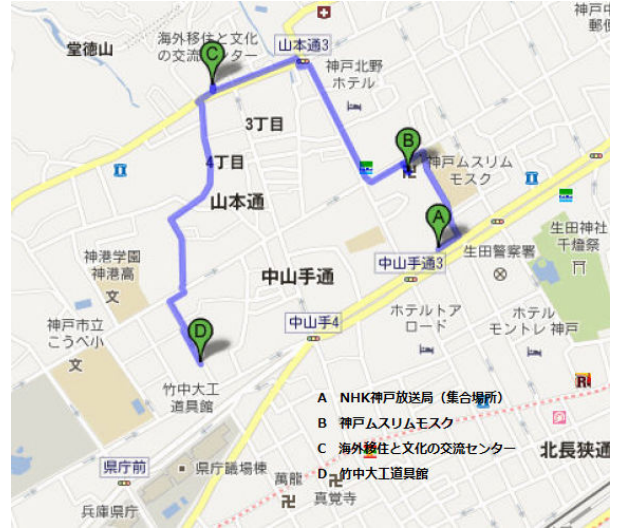 神戸中
郵便
堂徳山
海外移住と文化
の交流センター
C
山本通3
神戸北野
ホテル
3丁目
4丁目
山本通
B
神戸ムスリム
モスク
A
中山手通3
生田警察署
生田神社
千燈祭
神港学園
神港高
中山手通
ホテルトア
ロード
ホテル
モントレ 神戸
中山手4
神戸市立
こうべ小
D
竹中大工
道具館
A NHK神戸放送局（集合場所）
B 神戸ムスリムモスク
C 海外移住と文化の交流センター
D 竹中大工道具館
北長狭通
県庁前
県庁議場棟
萬龍
真覚寺
兵庫県庁